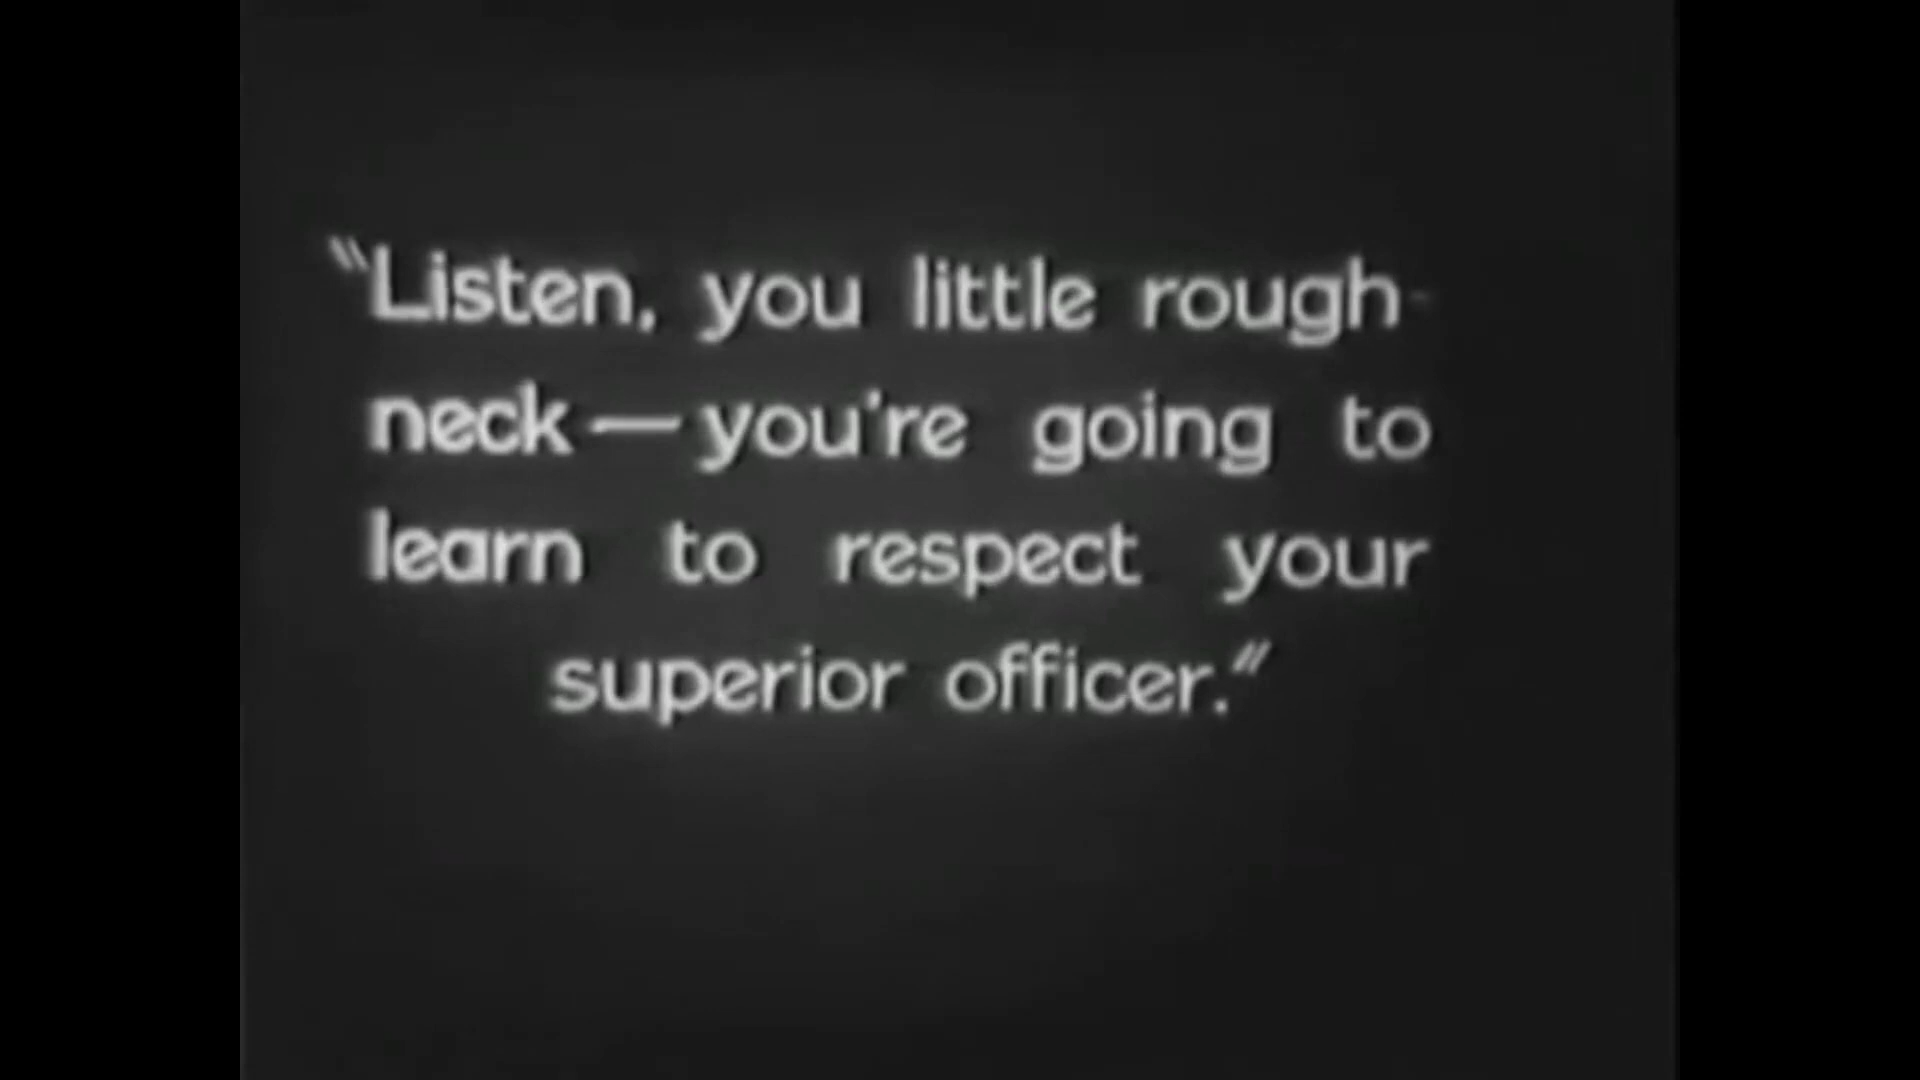 "Listen, you little rough-
neck — you're going to
learn to respect your
superior officer."